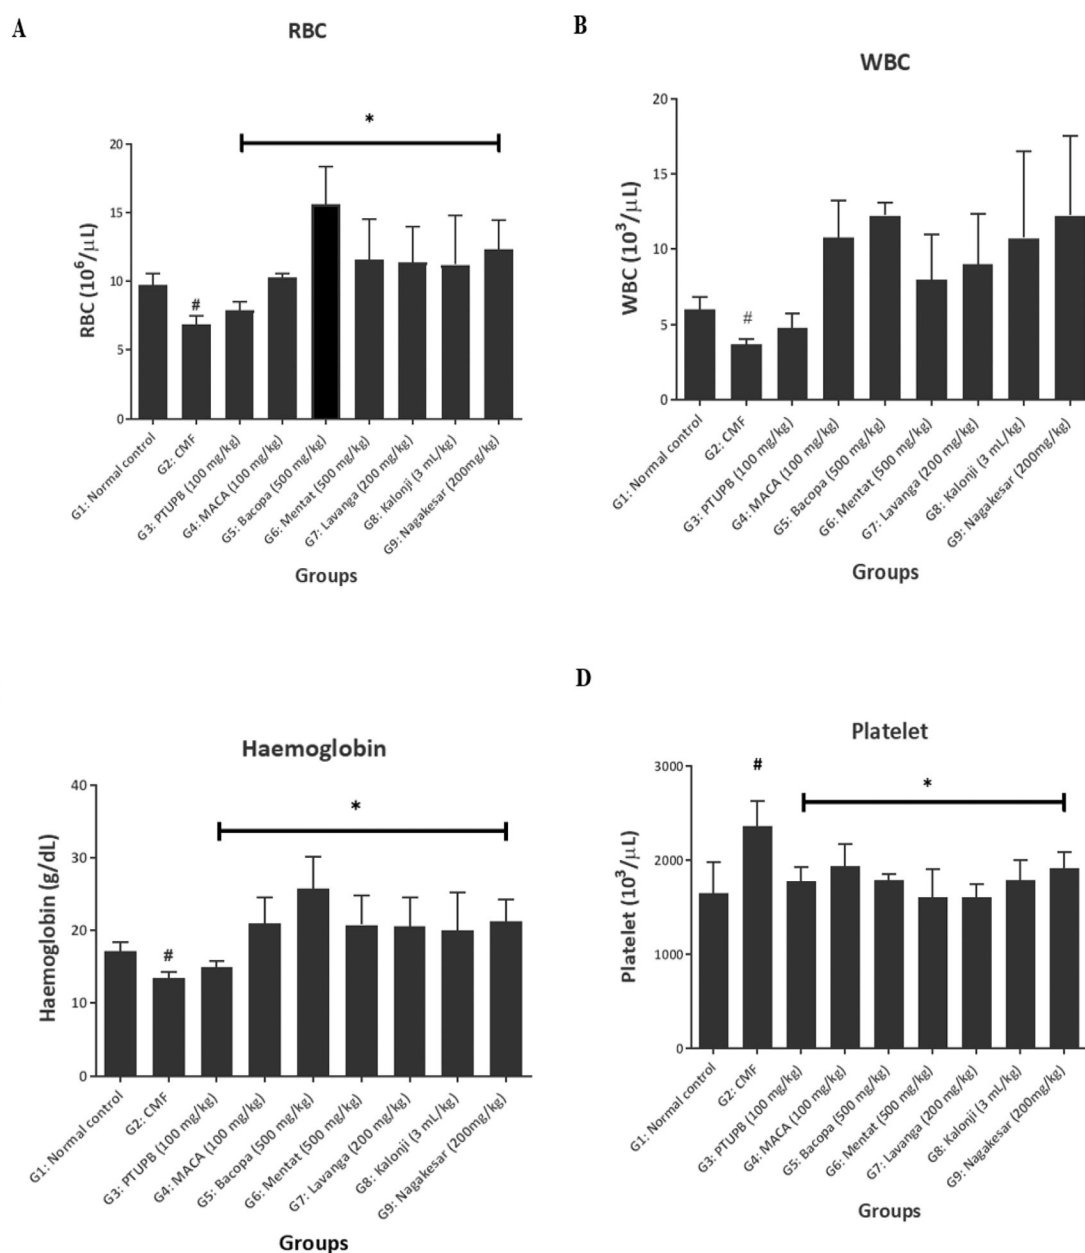 A
RBC
*
20
15
10
5
0
RBC (10⁶/μL)
#
G1: Normal control
G2: CMF
G3: PTUPB (100 mg/kg)
G4: MACA (100 mg/kg)
G5: Bacopa (500 mg/kg)
G6: Mentat (500 mg/kg)
G7: Lavanga (200 mg/kg)
G8: Kalonji (3 mL/kg)
G9: Nagakesar (200mg/kg)
Groups
B
WBC
20
15
10
5
0
WBC (10³/μL)
#
G1: Normal control
G2: CMF
G3: PTUPB (100 mg/kg)
G4: MACA (100 mg/kg)
G5: Bacopa (500 mg/kg)
G6: Mentat (500 mg/kg)
G7: Lavanga (200 mg/kg)
G8: Kalonji (3 mL/kg)
G9: Nagakesar (200mg/kg)
Groups
Haemoglobin
*
40
30
20
10
0
Haemoglobin (g/dL)
#
G1: Normal control
G2: CMF
G3: PTUPB (100 mg/kg)
G4: MACA (100 mg/kg)
G5: Bacopa (500 mg/kg)
G6: Mentat (500 mg/kg)
G7: Lavanga (200 mg/kg)
G8: Kalonji (3 mL/kg)
G9: Nagakesar (200mg/kg)
Groups
D
Platelet
#
*
3000
2000
1000
0
Platelet (10³/μL)
G1: Normal control
G2: CMF
G3: PTUPB (100 mg/kg)
G4: MACA (100 mg/kg)
G5: Bacopa (500 mg/kg)
G6: Mentat (500 mg/kg)
G7: Lavanga (200 mg/kg)
G8: Kalonji (3 mL/kg)
G9: Nagakesar (200mg/kg)
Groups